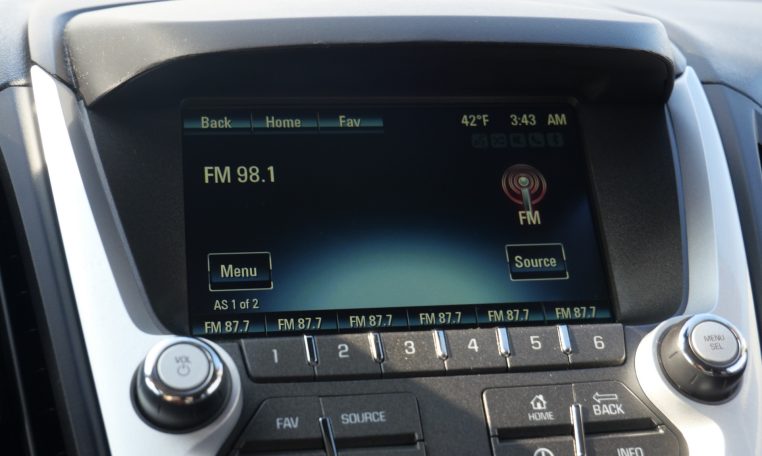 Back Home Fav 42°F 3:43 AM
FM 98.1
FM
Menu Source
AS 1 of 2
FM 87.7 FM 87.7 FM 87.7 FM 87.7 FM 87.7 FM 87.7
1 2 3 4 5 6
VOL
MENU
SEL
FAV SOURCE HOME BACK
INFO